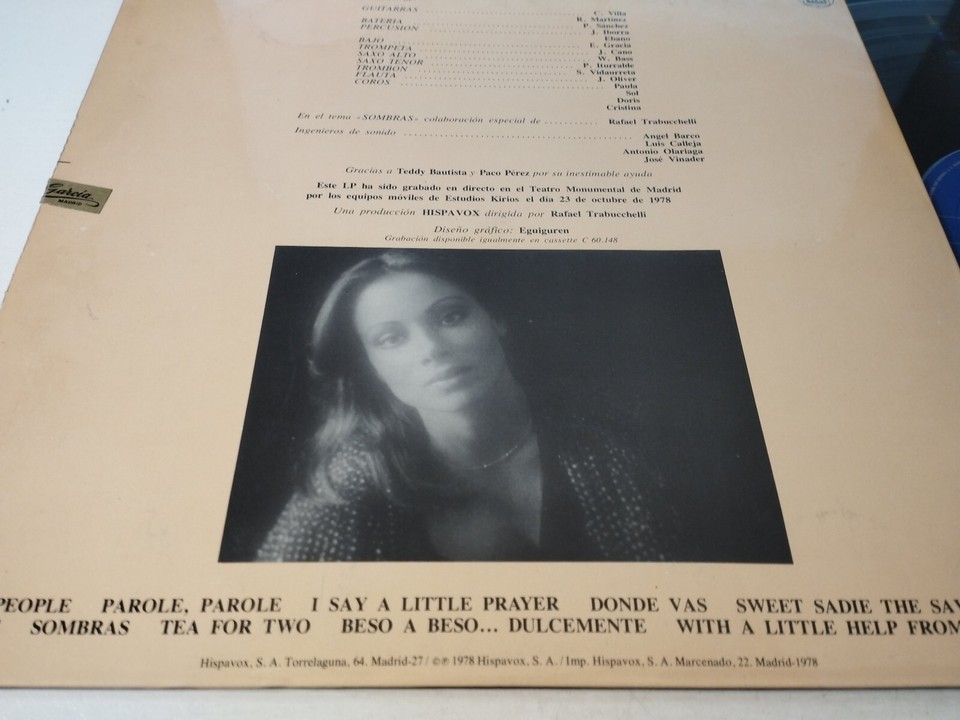 GUITARRAS C. Villa
R. Martínez
BATERIA P. Sánchez
PERCUSION J. Iborra
Ebano
BAJO E. Gracia
TROMPETA J. Cano
SAXO ALTO W. Bass
SAXO TENOR P. Iturralde
TROMBON S. Vidaurreta
FLAUTA J. Oliver
COROS Paula
Sol
Doris
Cristina
En el tema «SOMBRAS» colaboración especial de .......... Rafael Trabucchelli
Ingenieros de sonido Angel Barco
Luis Calleja
Antonio Olariaga
José Vinader
Gracias a Teddy Bautista y Paco Pérez por su inestimable ayuda
Este LP ha sido grabado en directo en el Teatro Monumental de Madrid
por los equipos móviles de Estudios Kirios el día 23 de octubre de 1978
Una producción HISPAVOX dirigida por Rafael Trabucchelli
Diseño gráfico: Eguiguren
Grabación disponible igualmente en cassette C 60.148
García
MADRID
PEOPLE PAROLE, PAROLE I SAY A LITTLE PRAYER DONDE VAS SWEET SADIE THE SAV
SOMBRAS TEA FOR TWO BESO A BESO... DULCEMENTE WITH A LITTLE HELP FROM
Hispavox, S. A. Torrelaguna, 64. Madrid-27 / ©℗ 1978 Hispavox, S. A. / Imp. Hispavox, S. A. Marcenado, 22. Madrid-1978